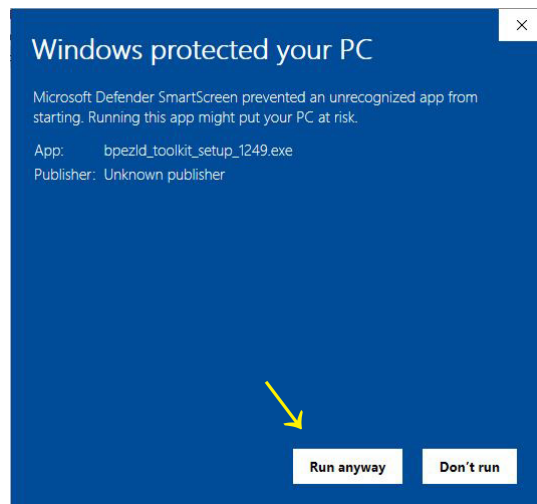 Windows protected your PC
Microsoft Defender SmartScreen prevented an unrecognized app from
starting. Running this app might put your PC at risk.
App: bpezld_toolkit_setup_1249.exe
Publisher: Unknown publisher
Run anyway Don't run